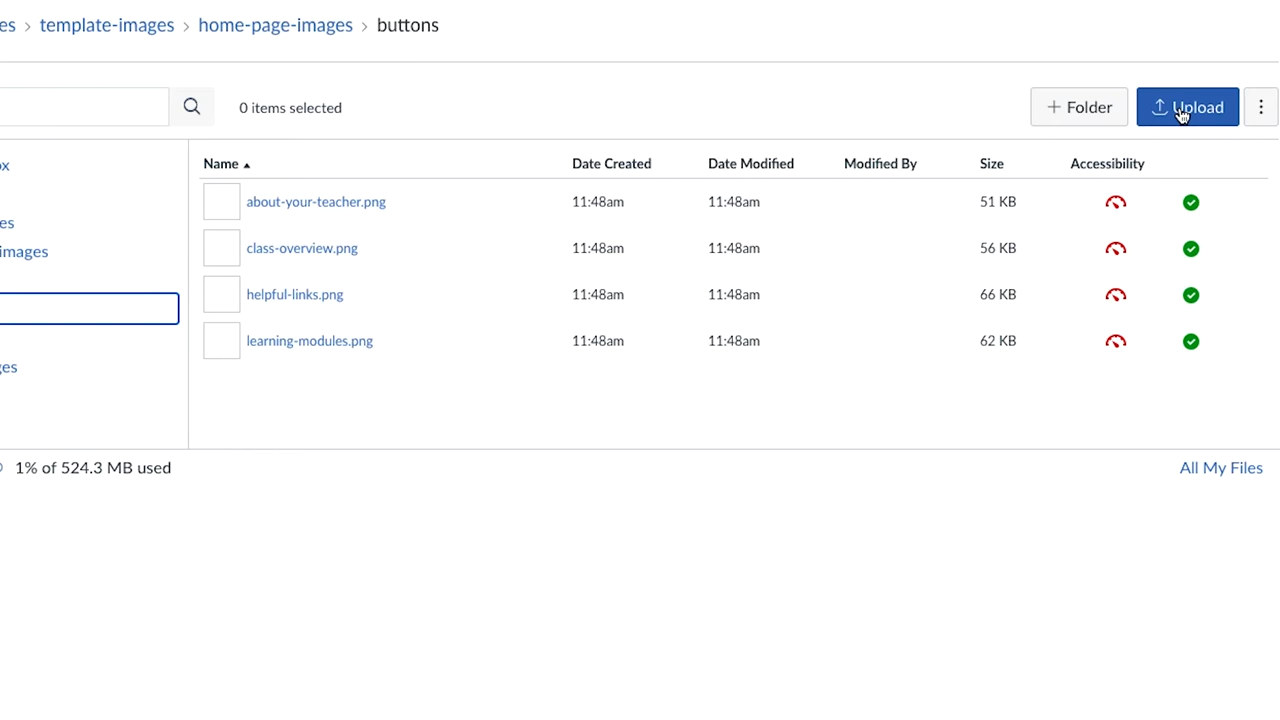 es > template-images > home-page-images > buttons
0 items selected
+ Folder
Upload
Name Date Created Date Modified Modified By Size Accessibility
about-your-teacher.png 11:48am 11:48am 51 KB
class-overview.png 11:48am 11:48am 56 KB
helpful-links.png 11:48am 11:48am 66 KB
learning-modules.png 11:48am 11:48am 62 KB
ox
es
images
ges
1% of 524.3 MB used
All My Files